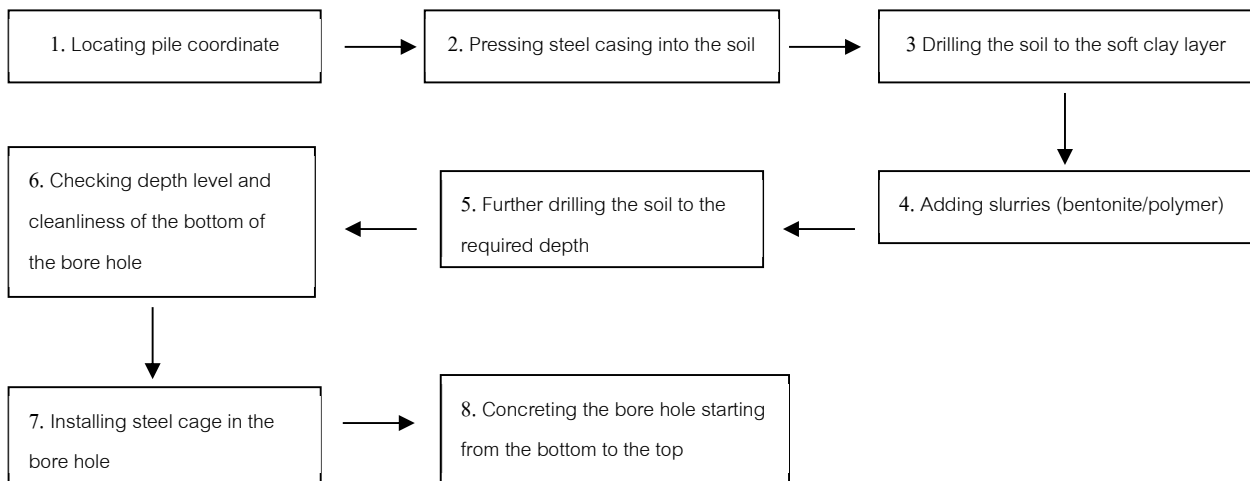 1. Locating pile coordinate
2. Pressing steel casing into the soil
3 Drilling the soil to the soft clay layer
4. Adding slurries (bentonite/polymer)
5. Further drilling the soil to the
required depth
6. Checking depth level and
cleanliness of the bottom of
the bore hole
7. Installing steel cage in the
bore hole
8. Concreting the bore hole starting
from the bottom to the top